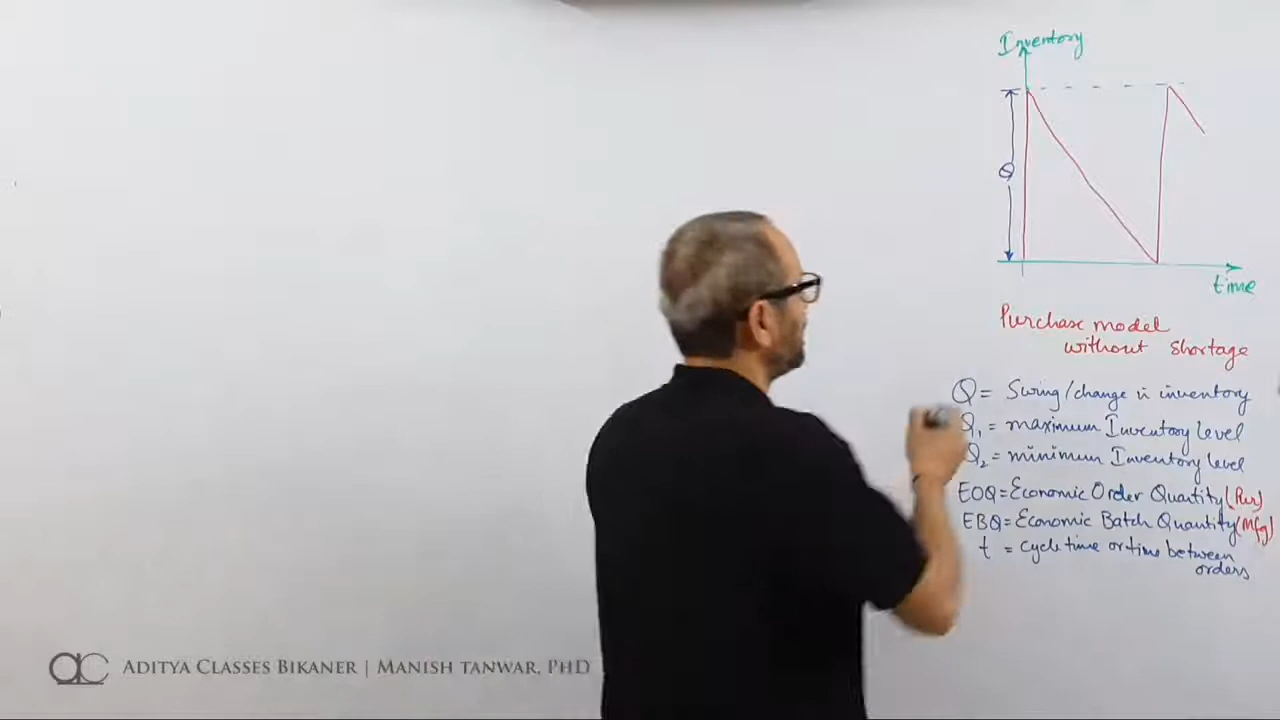 Inventory
Q
time
Purchase model
without shortage
Q = Swing/change in inventory
Q1 = maximum Inventory level
Q2 = minimum Inventory level
EOQ = Economic Order Quantity (Pur)
EBQ = Economic Batch Quantity (Mfg)
t = cycle time or time between
orders
ac ADITYA CLASSES BIKANER | MANISH TANWAR, PHD